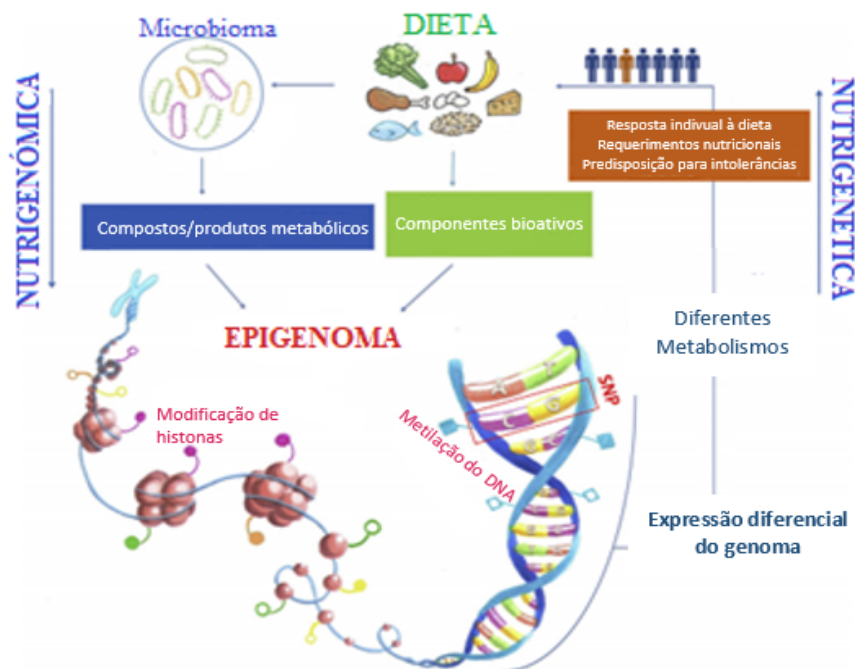 Microbioma
DIETA
NUTRIGENÓMICA
NUTRIGENETICA
Resposta indivual à dieta
Requerimentos nutricionais
Predisposição para intolerâncias
Compostos/produtos metabólicos
Componentes bioativos
EPIGENOMA
Diferentes
Metabolismos
Modificação de
histonas
Metilação do DNA
SNP
A T
C G
Expressão diferencial
do genoma